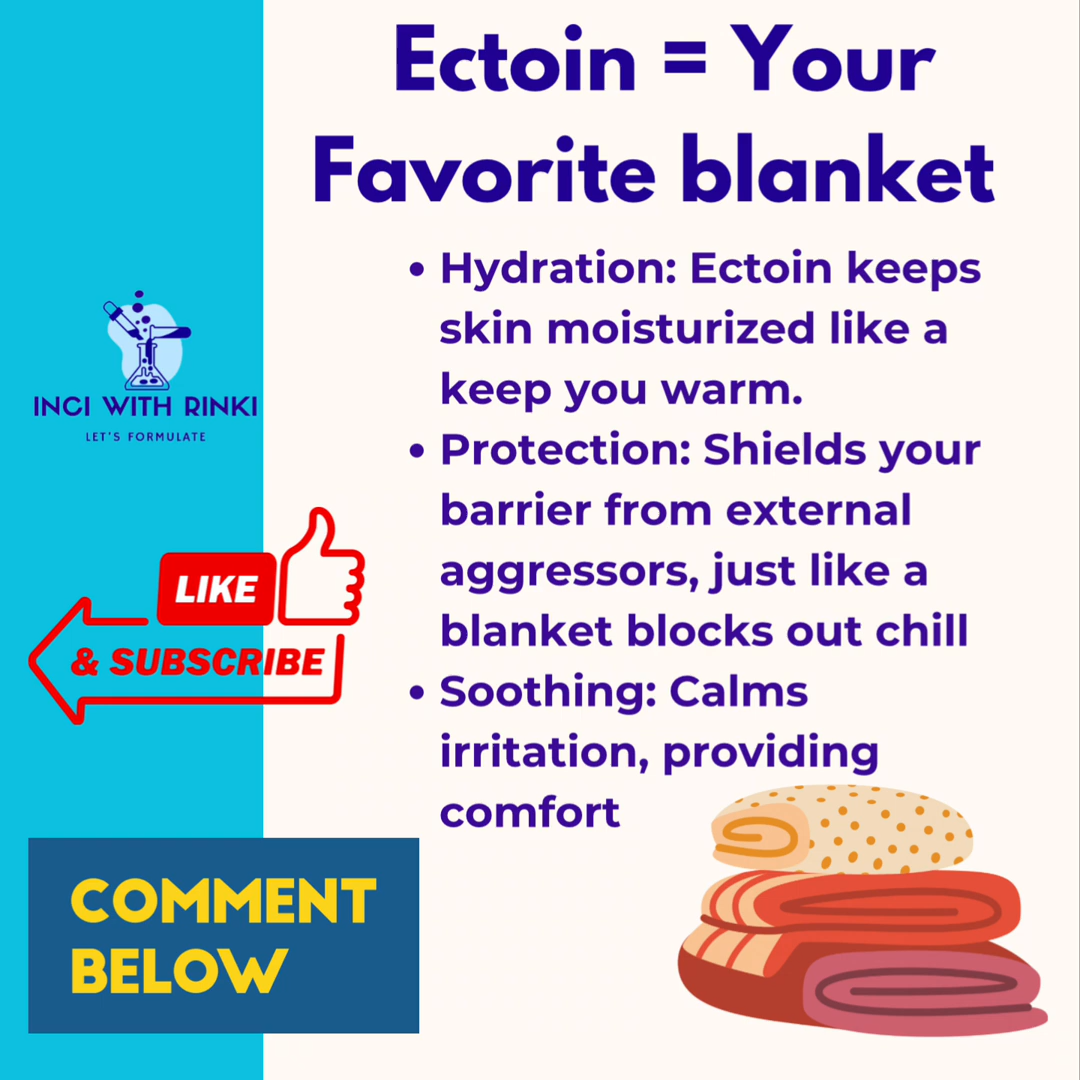 Ectoin = Your
Favorite blanket
• Hydration: Ectoin keeps
skin moisturized like a
keep you warm.
• Protection: Shields your
barrier from external
aggressors, just like a
blanket blocks out chill
• Soothing: Calms
irritation, providing
comfort
INCI WITH RINKI
LET'S FORMULATE
LIKE
& SUBSCRIBE
COMMENT
BELOW